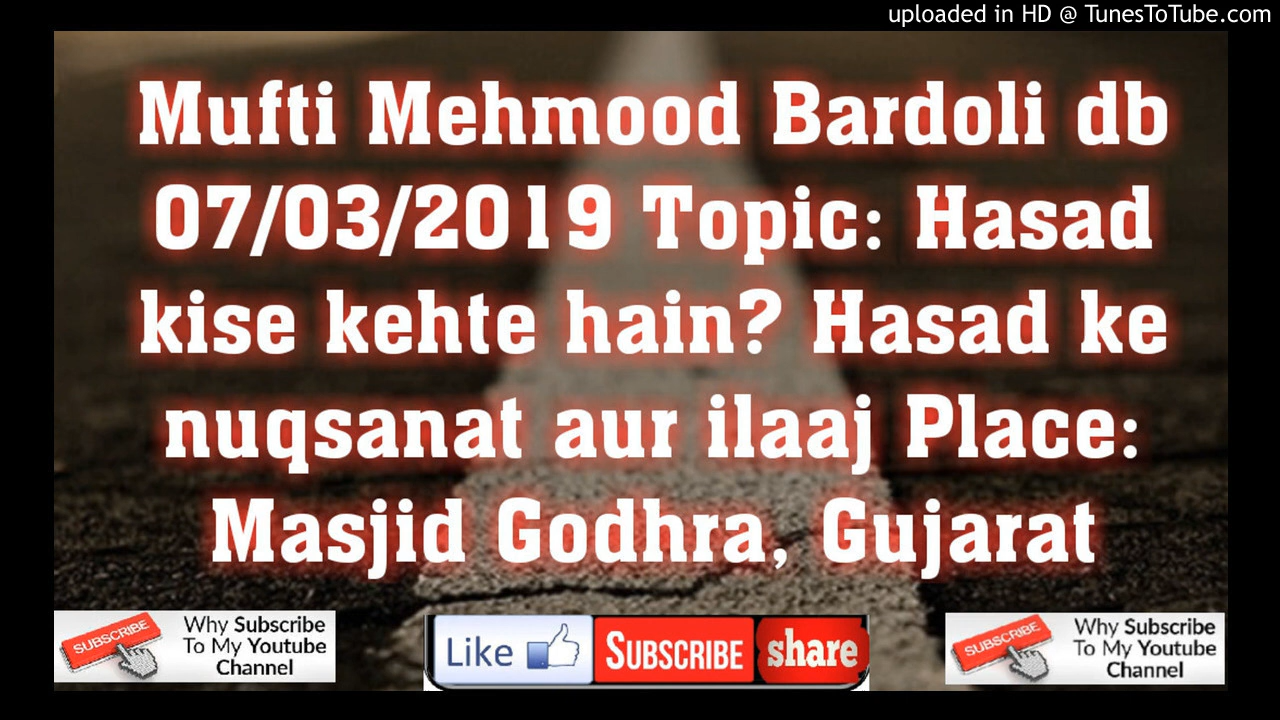 uploaded in HD @ TunesToTube.com
Mufti Mehmood Bardoli db
07/03/2019 Topic: Hasad
kise kehte hain? Hasad ke
nuqsanat aur ilaaj Place:
Masjid Godhra, Gujarat
SUBSCRIBE
Why Subscribe
To My Youtube
Channel
Like
SUBSCRIBE
share
SUBSCRIBE
Why Subscribe
To My Youtube
Channel